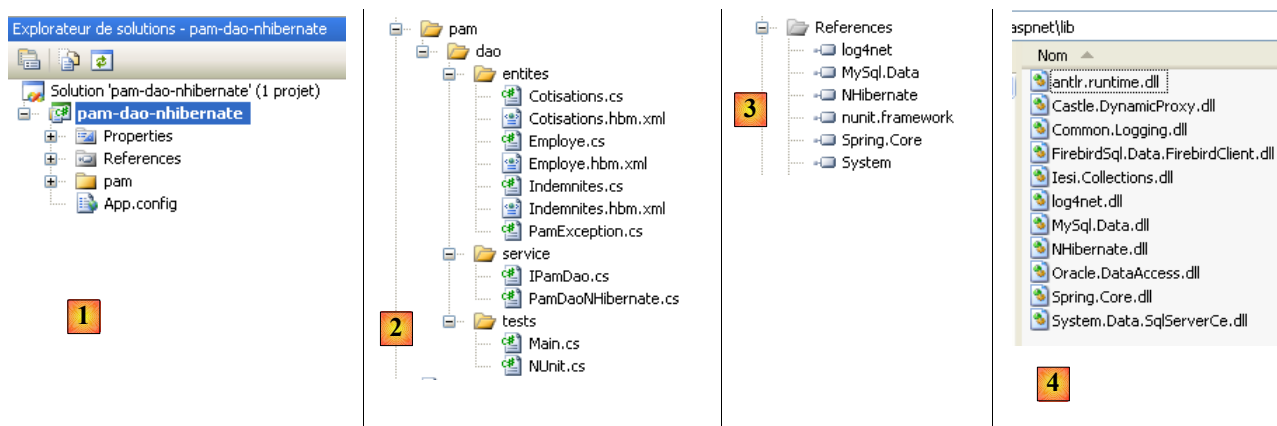 Explorateur de solutions - pam-dao-nhibernate
Solution 'pam-dao-nhibernate' (1 projet)
pam-dao-nhibernate
Properties
References
pam
App.config
1
pam
dao
entites
Cotisations.cs
Cotisations.hbm.xml
Employe.cs
Employe.hbm.xml
Indemnites.cs
Indemnites.hbm.xml
PamException.cs
service
IPamDao.cs
PamDaoNHibernate.cs
tests
Main.cs
NUnit.cs
2
References
log4net
MySql.Data
NHibernate
nunit.framework
Spring.Core
System
3
aspnet\lib
Nom
antlr.runtime.dll
Castle.DynamicProxy.dll
Common.Logging.dll
FirebirdSql.Data.FirebirdClient.dll
Iesi.Collections.dll
log4net.dll
MySql.Data.dll
NHibernate.dll
Oracle.DataAccess.dll
Spring.Core.dll
System.Data.SqlServerCe.dll
4